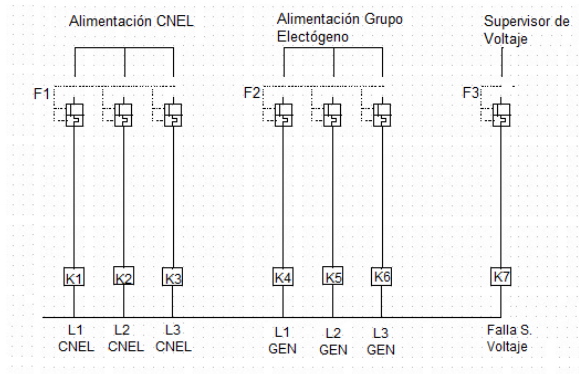 Alimentación CNEL
Alimentación Grupo
Electógeno
Supervisor de
Voltaje
F1
F2
F3
K1
K2
K3
K4
K5
K6
K7
L1
CNEL
L2
CNEL
L3
CNEL
L1
GEN
L2
GEN
L3
GEN
Falla S.
Voltaje